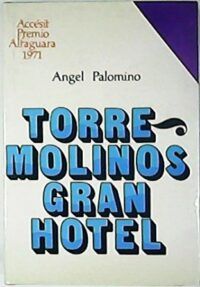 Accésit
Premio
Alfaguara
1971
Angel Palomino
TORRE-
MOLINOS
GRAN
HOTEL